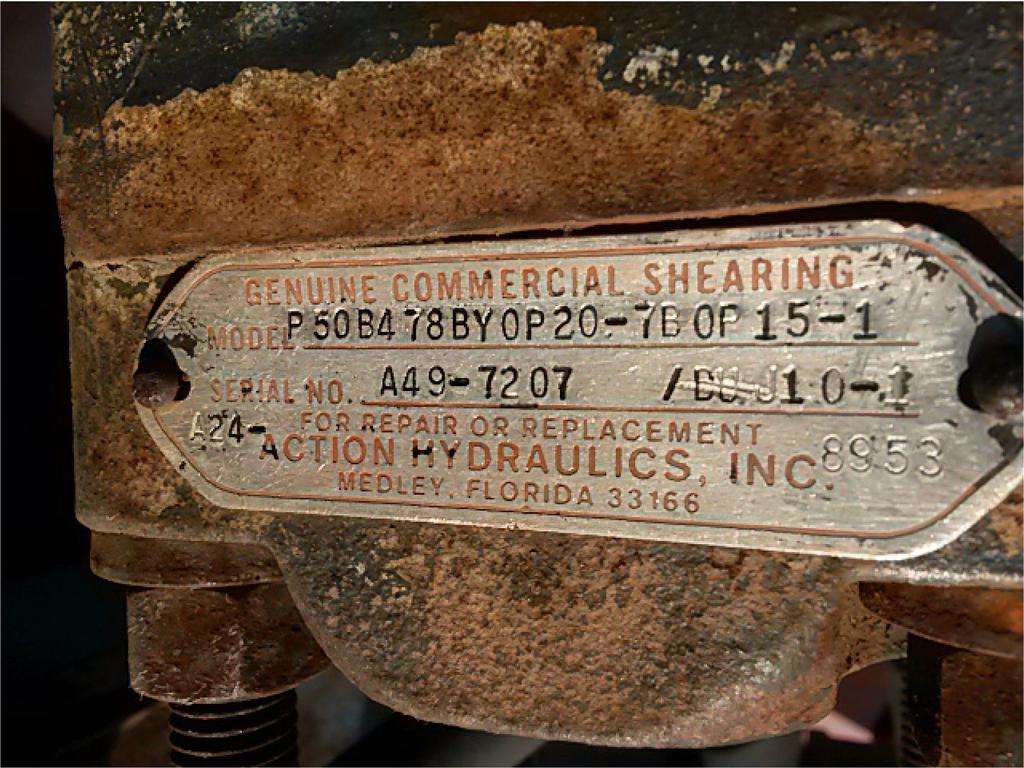 GENUINE COMMERCIAL SHEARING
MODEL P50B478BYOP20-7BOP15-1
SERIAL NO. A49-7207
A24- FOR REPAIR OR REPLACEMENT
ACTION HYDRAULICS, INC. 8953
MEDLEY, FLORIDA 33166